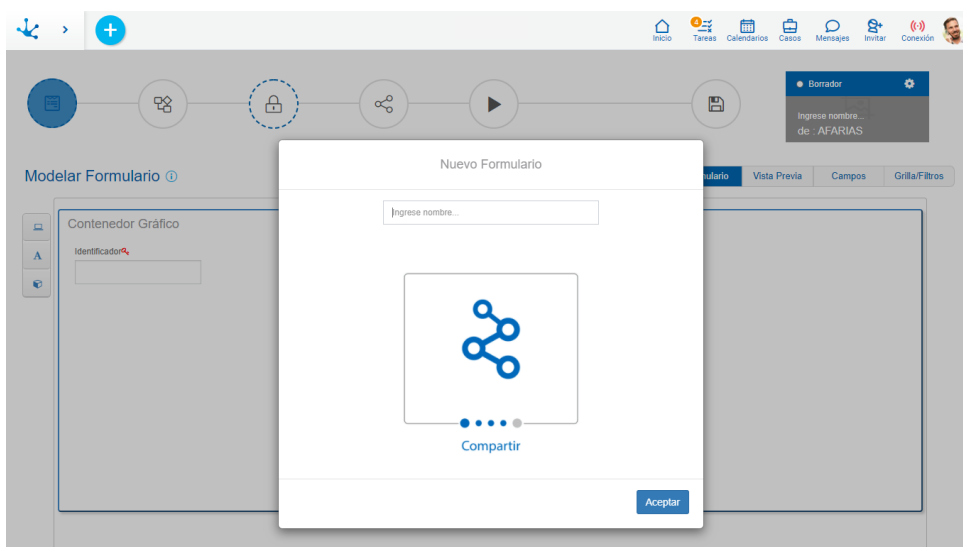 4
Inicio
Tareas
Calendarios
Casos
Mensajes
Invitar
Conexión
Borrador
Ingrese nombre...
de : AFARIAS
Modelar Formulario
Vista Previa
Campos
Grilla/Filtros
Contenedor Gráfico
Identificador
A
Nuevo Formulario
Ingrese nombre...
Compartir
Aceptar